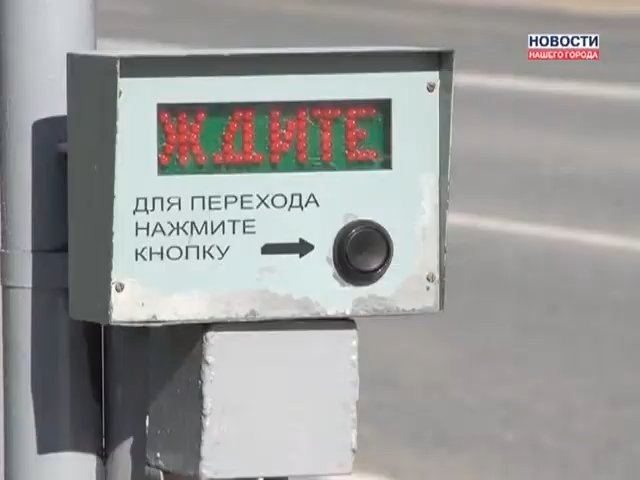 НОВОСТИ
НАШЕГО ГОРОДА
ЖДИТЕ
ДЛЯ ПЕРЕХОДА
НАЖМИТЕ
КНОПКУ